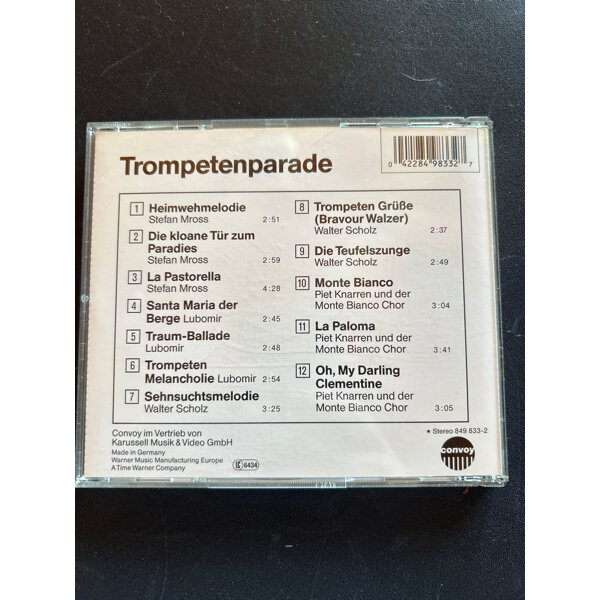 0 42284 98332 7
Trompetenparade
1 Heimwehmelodie
Stefan Mross 2:51
2 Die kloane Tür zum
Paradies
Stefan Mross 2:59
3 La Pastorella
Stefan Mross 4:28
4 Santa Maria der
Berge Lubomir 2:45
5 Traum-Ballade
Lubomir 2:48
6 Trompeten
Melancholie Lubomir 2:54
7 Sehnsuchtsmelodie
Walter Scholz 3:25
8 Trompeten Grüße
(Bravour Walzer)
Walter Scholz 2:37
9 Die Teufelszunge
Walter Scholz 2:49
10 Monte Bianco
Piet Knarren und der
Monte Bianco Chor 3:04
11 La Paloma
Piet Knarren und der
Monte Bianco Chor 3:41
12 Oh, My Darling
Clementine
Piet Knarren und der
Monte Bianco Chor 3:05
Convoy im Vertrieb von
Karussell Musik & Video GmbH
Made in Germany
Warner Music Manufacturing Europe
A Time Warner Company
LC 6434
★ Stereo 849 833-2
convoy